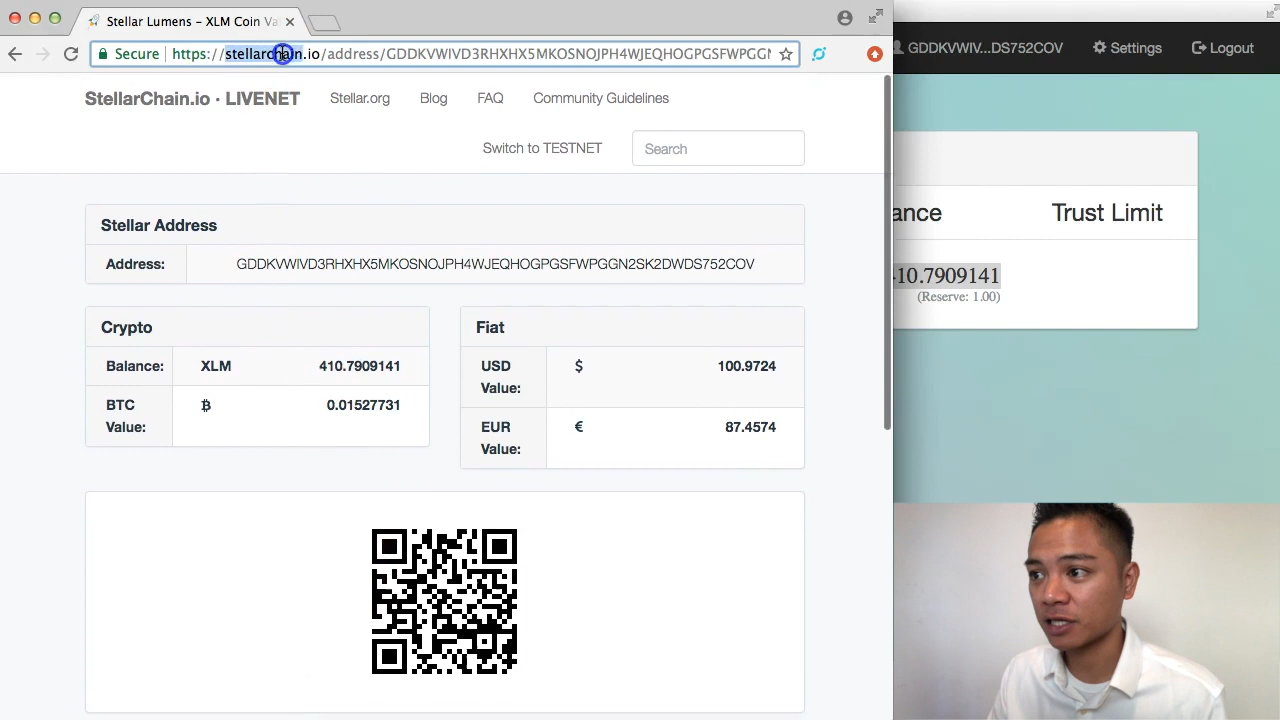 Stellar Lumens – XLM Coin Va
Secure
https://stellarchain.io/address/GDDKVWIVD3RHXHX5MKOSNOJPH4WJEQHOGPGSFWPGGN
GDDKVWIV...DS752COV
Settings
Logout
StellarChain.io · LIVENET
Stellar.org
Blog
FAQ
Community Guidelines
Switch to TESTNET
Search
Stellar Address
Address:
GDDKVWIVD3RHXHX5MKOSNOJPH4WJEQHOGPGSFWPGGN2SK2DWDS752COV
Crypto
Balance: XLM 410.7909141
BTC
Value:
฿ 0.01527731
Fiat
USD
Value:
$ 100.9724
EUR
Value:
€ 87.4574
ance
Trust Limit
10.7909141
(Reserve: 1.00)